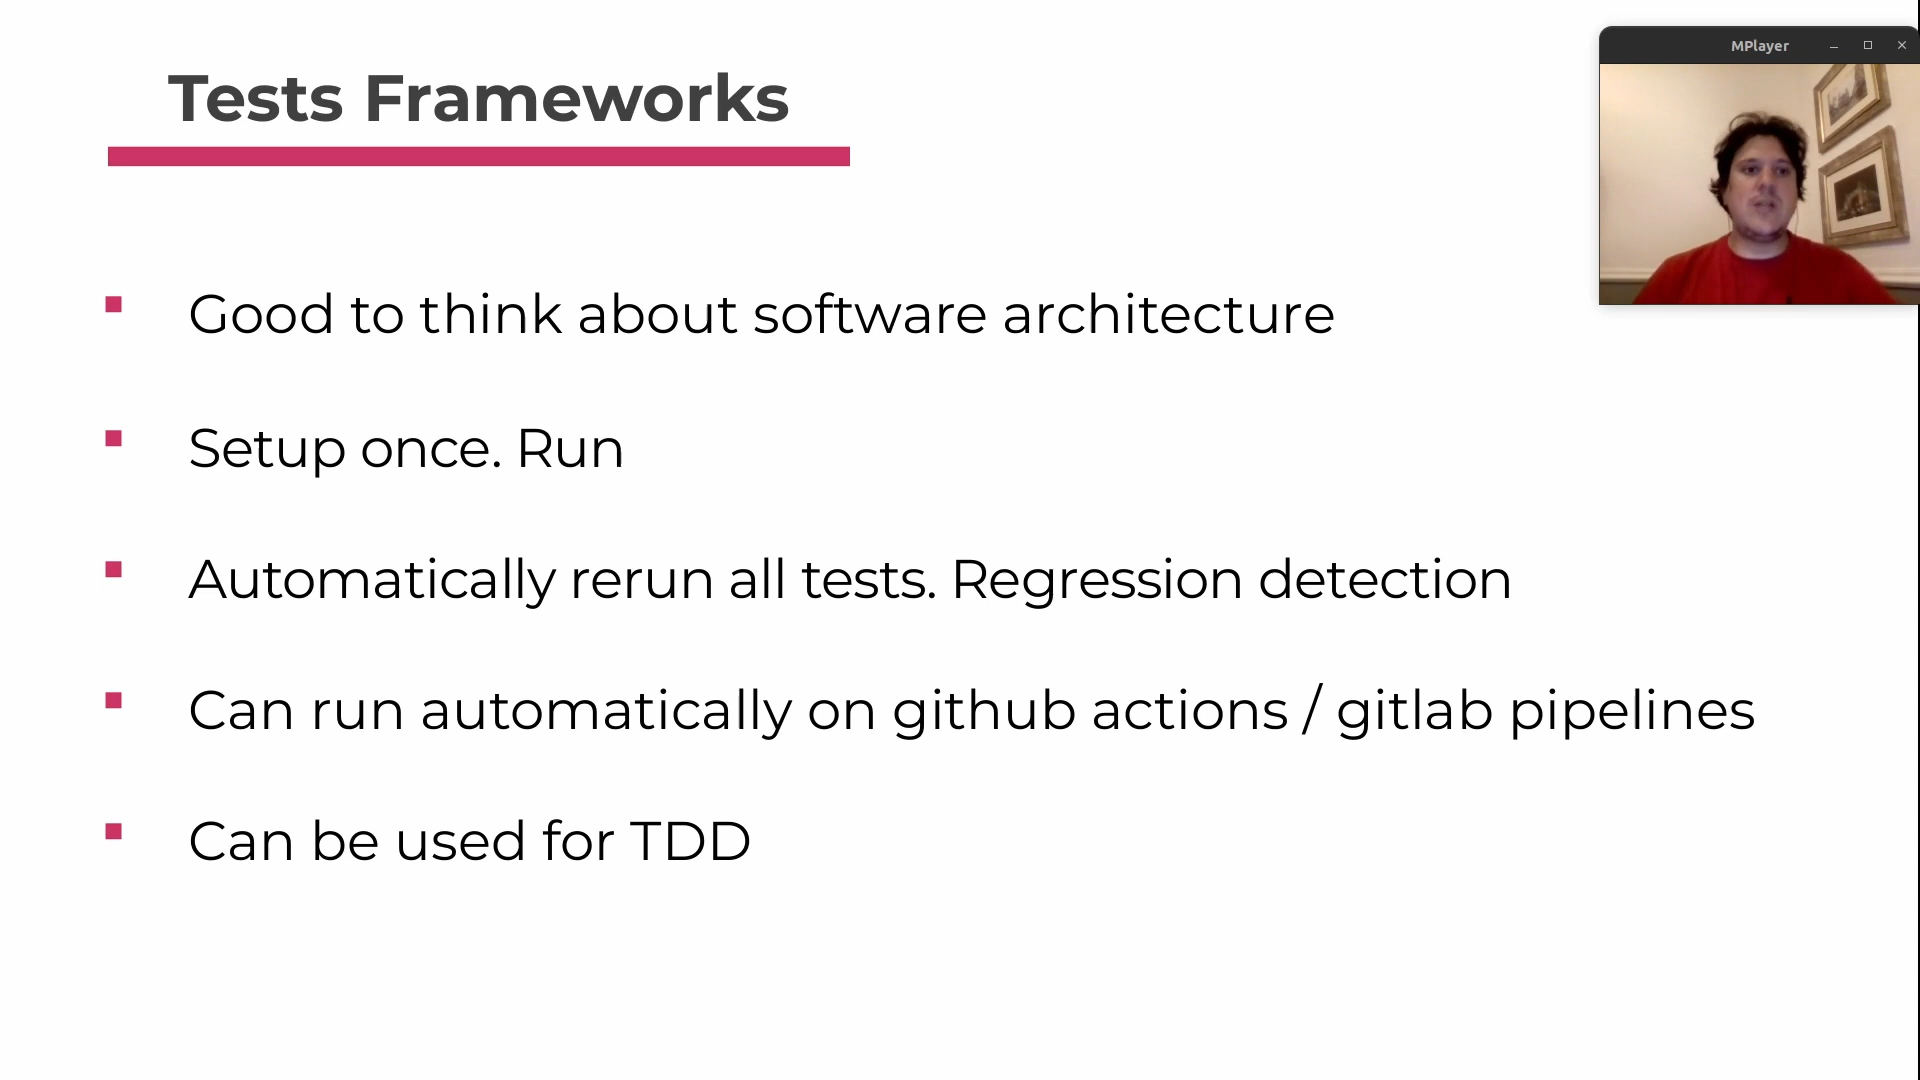 Tests Frameworks
MPlayer
Good to think about software architecture
Setup once. Run
Automatically rerun all tests. Regression detection
Can run automatically on github actions / gitlab pipelines
Can be used for TDD